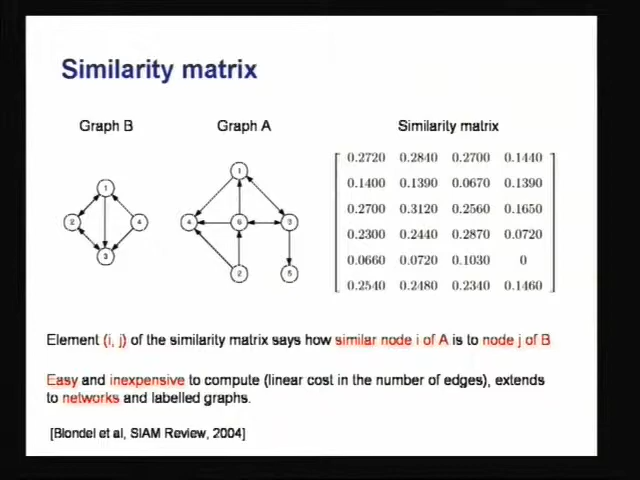 Similarity matrix
Graph B
Graph A
Similarity matrix
1
2
4
3
1
4
6
3
2
5
0.2720 0.2840 0.2700 0.1440
0.1400 0.1390 0.0670 0.1390
0.2700 0.3120 0.2560 0.1650
0.2300 0.2440 0.2870 0.0720
0.0660 0.0720 0.1030 0
0.2540 0.2480 0.2340 0.1460
Element (i, j) of the similarity matrix says how similar node i of A is to node j of B
Easy and inexpensive to compute (linear cost in the number of edges), extends
to networks and labelled graphs.
[Blondel et al, SIAM Review, 2004]